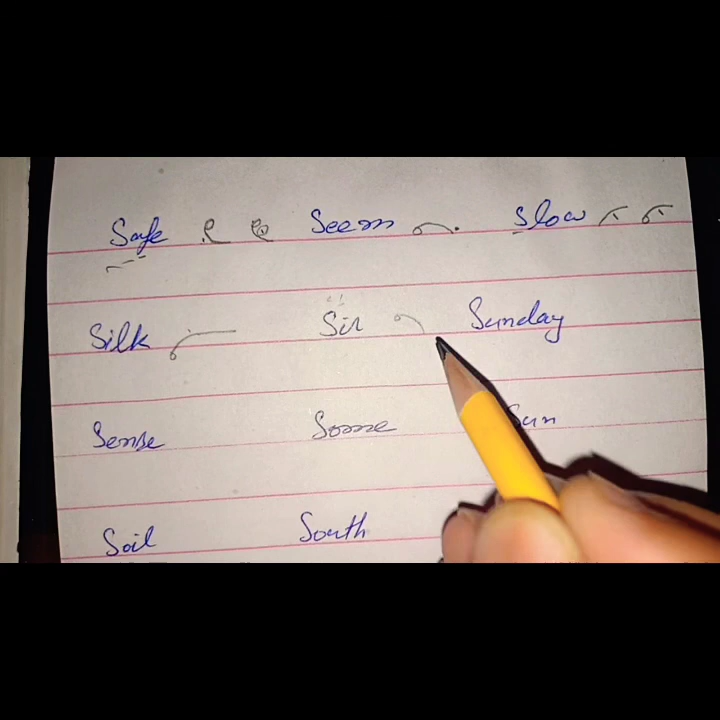 Safe Seem Slow
Silk Sir Sunday
Sense Some Sun
Soil South